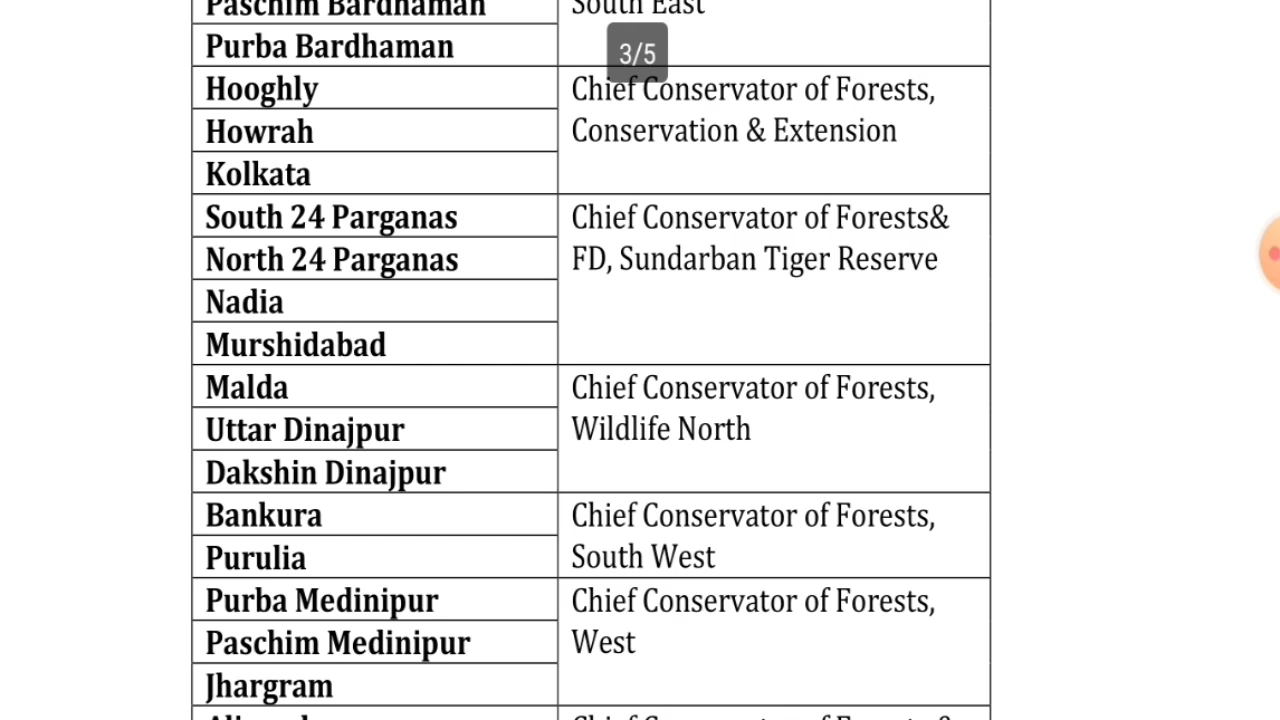 Paschim Bardhaman
South East
Purba Bardhaman
3/5
Hooghly
Chief Conservator of Forests,
Howrah
Conservation & Extension
Kolkata
South 24 Parganas
Chief Conservator of Forests&
North 24 Parganas
FD, Sundarban Tiger Reserve
Nadia
Murshidabad
Malda
Chief Conservator of Forests,
Uttar Dinajpur
Wildlife North
Dakshin Dinajpur
Bankura
Chief Conservator of Forests,
Purulia
South West
Purba Medinipur
Chief Conservator of Forests,
Paschim Medinipur
West
Jhargram